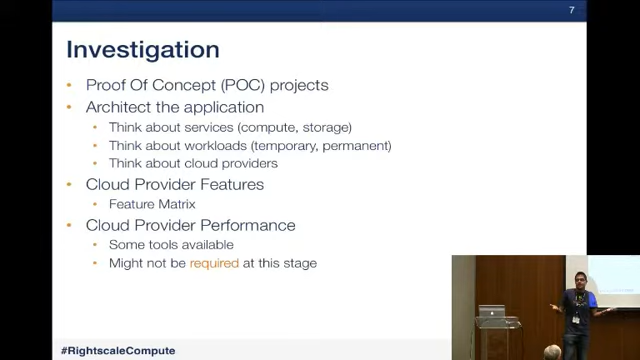 7
Investigation
• Proof Of Concept (POC) projects
• Architect the application
• Think about services (compute, storage)
• Think about workloads (temporary, permanent)
• Think about cloud providers
• Cloud Provider Features
• Feature Matrix
• Cloud Provider Performance
• Some tools available
• Might not be required at this stage
#RightscaleCompute